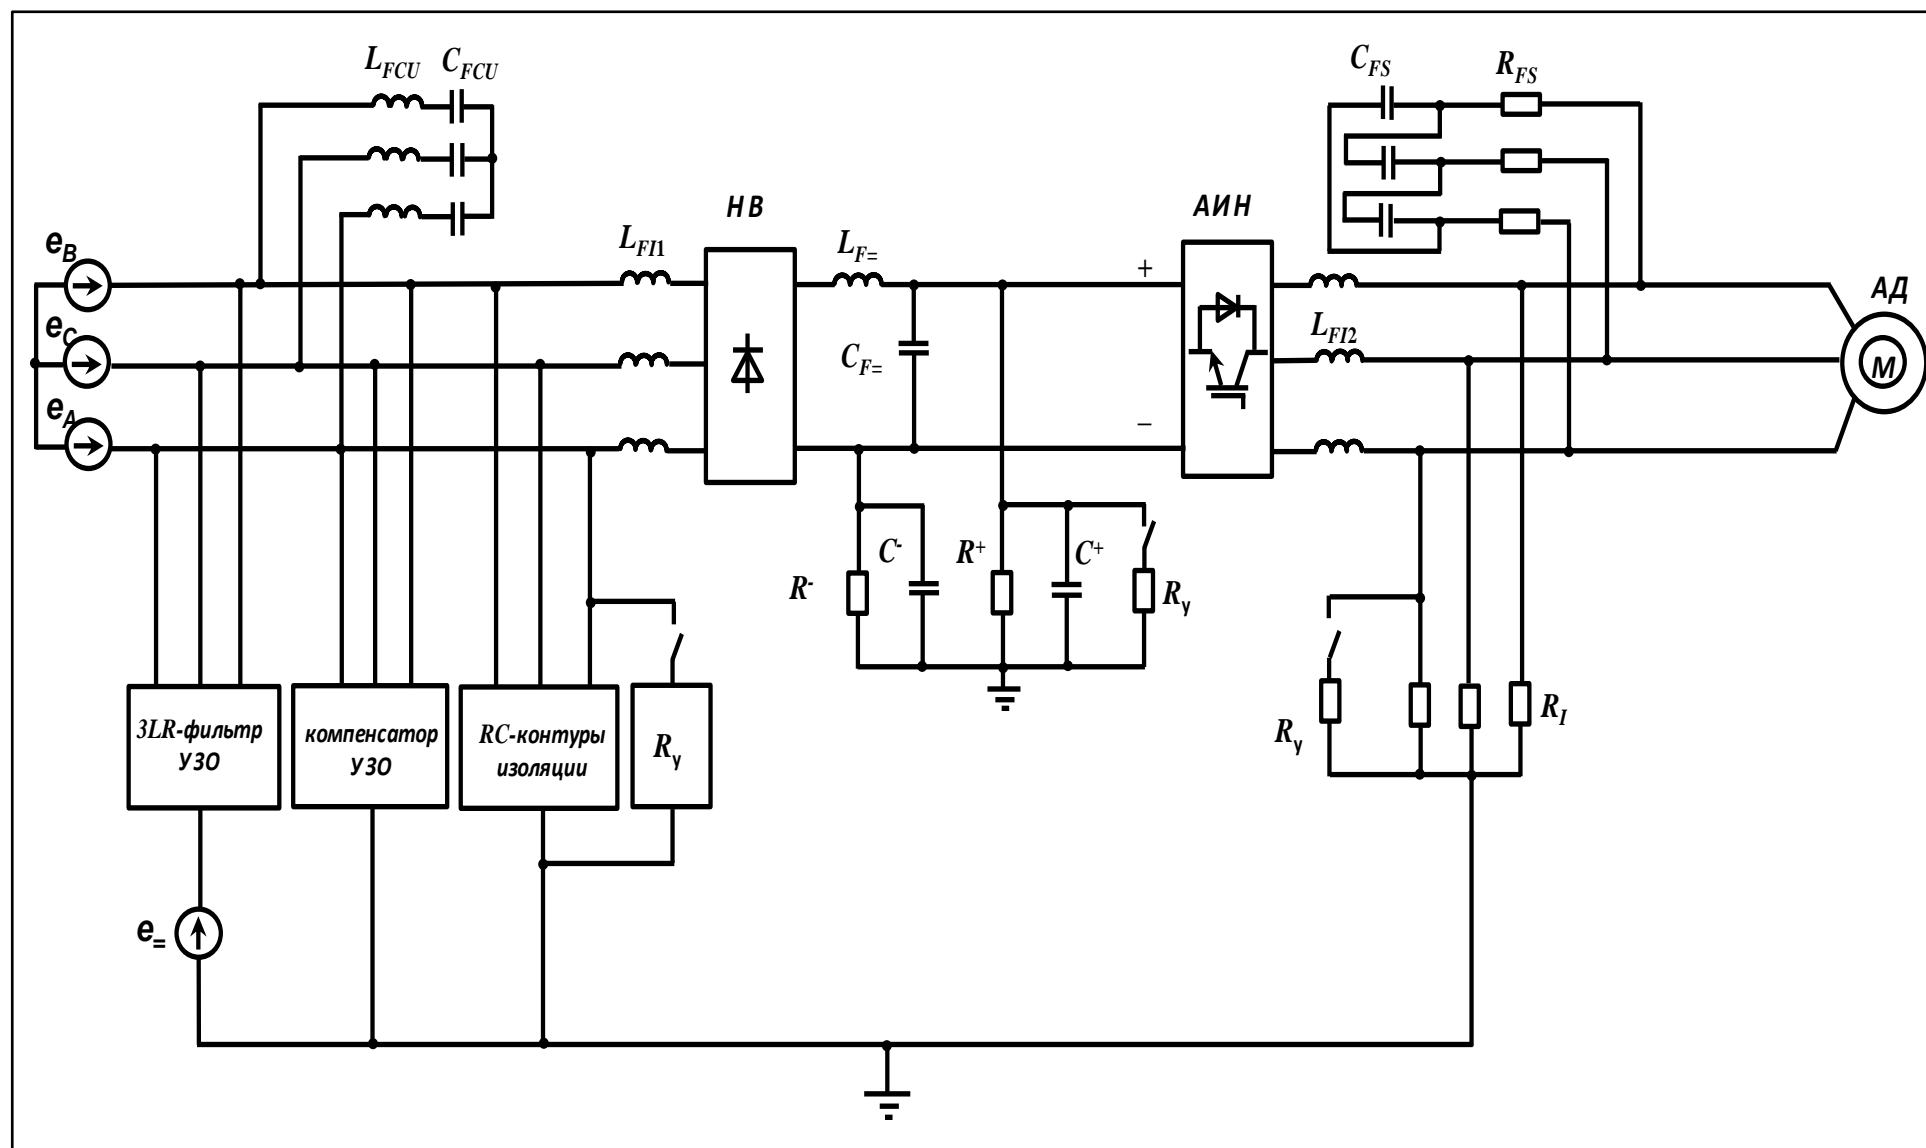 L_FCU C_FCU
C_FS R_FS
НВ
АИН
e_B
L_FI1
L_F=
+
АД
e_C
L_FI2
C_F=
M
e_A
–
C- R+ C+
R- R_у
3LR-фильтр
УЗО
компенсатор
УЗО
RC-контуры
изоляции
R_у
R_у
R_I
e_=